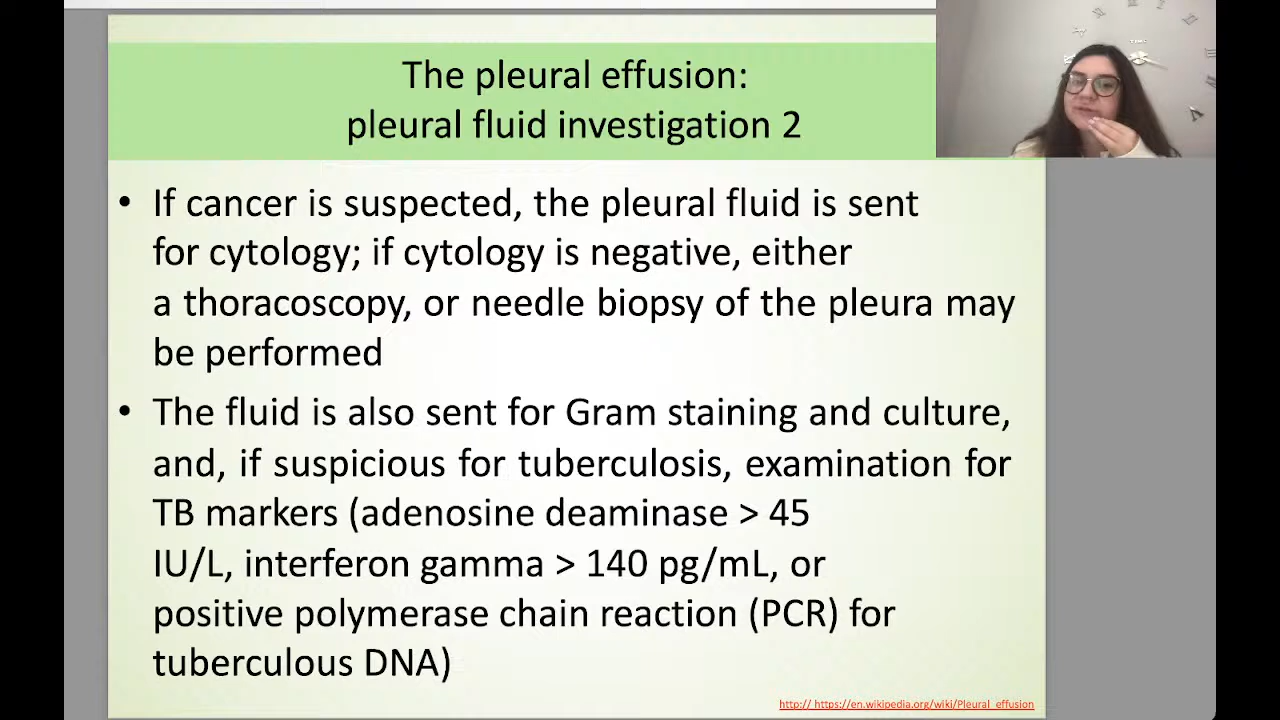 The pleural effusion:
pleural fluid investigation 2
• If cancer is suspected, the pleural fluid is sent
for cytology; if cytology is negative, either
a thoracoscopy, or needle biopsy of the pleura may
be performed
• The fluid is also sent for Gram staining and culture,
and, if suspicious for tuberculosis, examination for
TB markers (adenosine deaminase > 45
IU/L, interferon gamma > 140 pg/mL, or
positive polymerase chain reaction (PCR) for
tuberculous DNA)
http:// https://en.wikipedia.org/wiki/Pleural_effusion